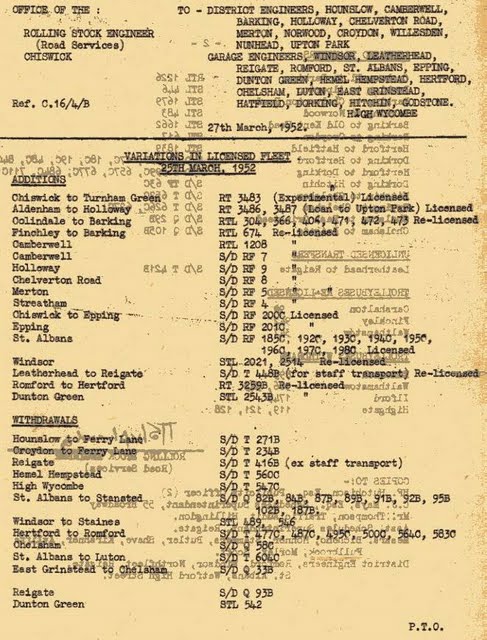 OFFICE OF THE : TO - DISTRICT ENGINEERS, HOUNSLOW, CAMBERWELL,
BARKING, HOLLOWAY, CHELVERTON ROAD,
ROLLING STOCK ENGINEER MERTON, NORWOOD, CROYDON, WILLESDEN,
(Road Services) NUNHEAD, UPTON PARK
CHISWICK GARAGE ENGINEERS, WINDSOR, LEATHERHEAD,
REIGATE, ROMFORD, ST. ALBANS, EPPING,
DUNTON GREEN, HEMEL HEMPSTEAD, HERTFORD,
CHELSHAM, LUTON, EAST GRINSTEAD,
Ref. C.16/4/B HATFIELD, DORKING, HITCHIN, GODSTONE.
HIGH WYCOMBE
27th March, 1952.
VARIATIONS IN LICENSED FLEET
25TH MARCH, 1952
ADDITIONS
Chiswick to Turnham Green RT 3483 (Experimental) Licensed
Aldenham to Holloway RT 3486, 3487 (Loan to Upton Park) Licensed
Colindale to Barking RTL 304, 366, 406, 471, 472, 473 Re-licensed
Finchley to Barking RTL 674 Re-licensed
Camberwell RTL 1208 "
Camberwell S/D RF 7 "
Holloway S/D RF 9 "
Chelverton Road S/D RF 8 "
Merton S/D RF 5 "
Streatham S/D RF 4 "
Chiswick to Epping S/D RF 200C Licensed
Epping S/D RF 201C "
St. Albans S/D RF 185C, 192C, 193C, 194C, 195C,
196C, 197C, 198C Licensed
Windsor STL 2021, 2514 Re-licensed
Leatherhead to Reigate S/D T 448B (for staff transport) Re-licensed
Romford to Hertford RT 3259B Re-licensed
Dunton Green STL 2543B "
WITHDRAWALS
Hounslow to Ferry Lane S/D T 271B
Croydon to Ferry Lane S/D T 234B
Reigate S/D T 416B (ex staff transport)
Hemel Hempstead S/D T 560C
High Wycombe S/D T 547C
St. Albans to Stansted S/D Q 82B, 84B, 87B, 89B, 91B, 92B, 95B
102B, 187B.
Windsor to Staines STL 489, 546
Hertford to Romford S/D T 477C, 487C, 495C, 500C, 564C, 583C
Chelsham S/D Q 58C
St. Albans to Luton S/D T 604C
East Grinstead to Chelsham S/D Q 33B
Reigate S/D Q 93B
Dunton Green STL 542
P.T.O.